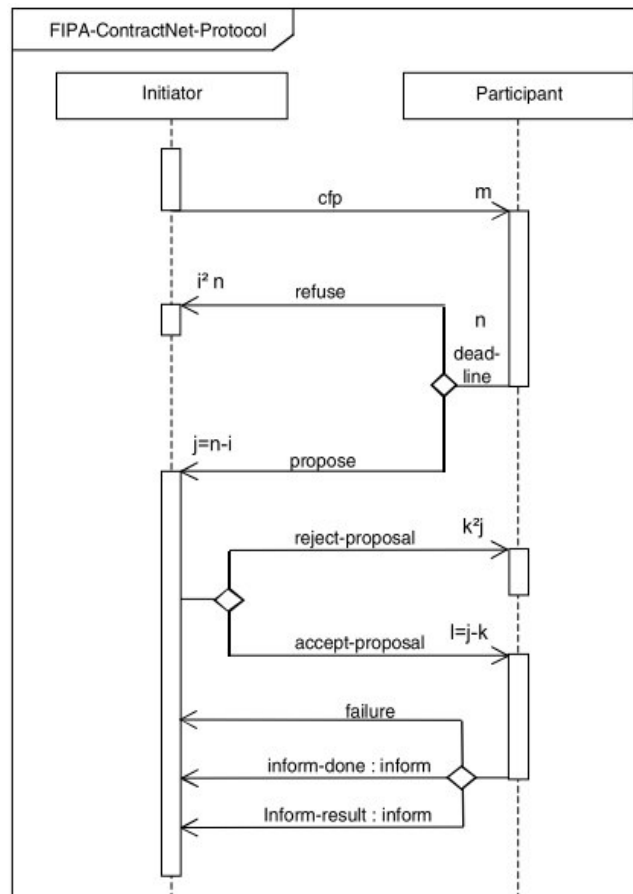 FIPA-ContractNet-Protocol
Initiator
Participant
cfp
m
i² n
refuse
n
dead-
line
j=n-i
propose
reject-proposal
k²j
accept-proposal
l=j-k
failure
inform-done : inform
Inform-result : inform